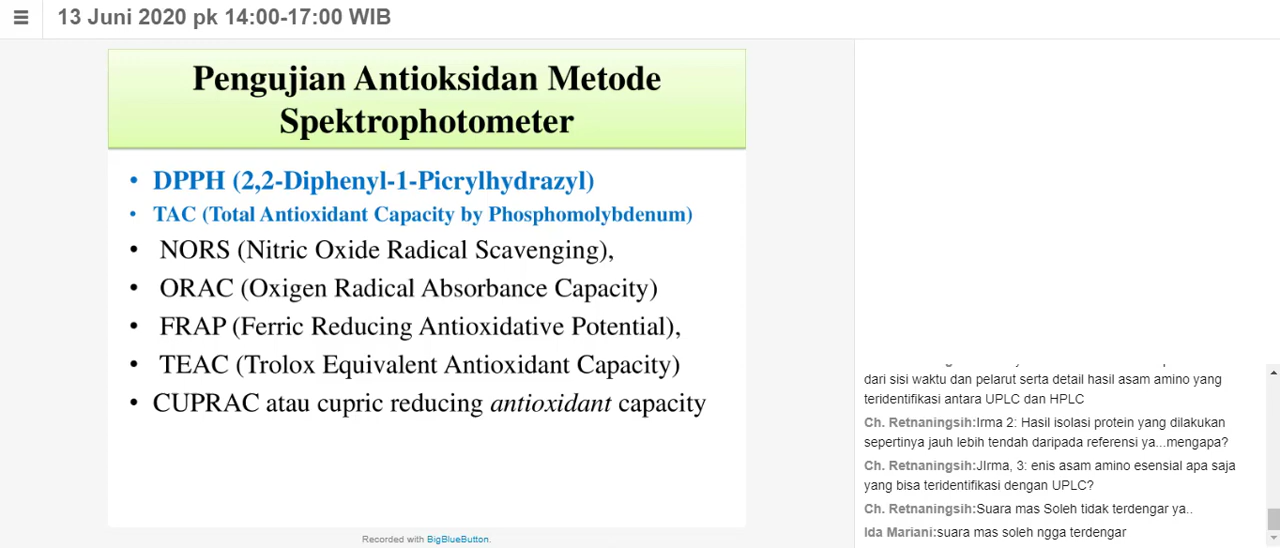 13 Juni 2020 pk 14:00-17:00 WIB
Pengujian Antioksidan Metode
Spektrophotometer
• DPPH (2,2-Diphenyl-1-Picrylhydrazyl)
• TAC (Total Antioxidant Capacity by Phosphomolybdenum)
• NORS (Nitric Oxide Radical Scavenging),
• ORAC (Oxigen Radical Absorbance Capacity)
• FRAP (Ferric Reducing Antioxidative Potential),
• TEAC (Trolox Equivalent Antioxidant Capacity)
• CUPRAC atau cupric reducing antioxidant capacity
Recorded with BigBlueButton.
dari sisi waktu dan pelarut serta detail hasil asam amino yang
teridentifikasi antara UPLC dan HPLC
Ch. Retnaningsih:Irma 2: Hasil isolasi protein yang dilakukan
sepertinya jauh lebih tendah daripada referensi ya...mengapa?
Ch. Retnaningsih:JIrma, 3: enis asam amino esensial apa saja
yang bisa teridentifikasi dengan UPLC?
Ch. Retnaningsih:Suara mas Soleh tidak terdengar ya..
Ida Mariani:suara mas soleh ngga terdengar